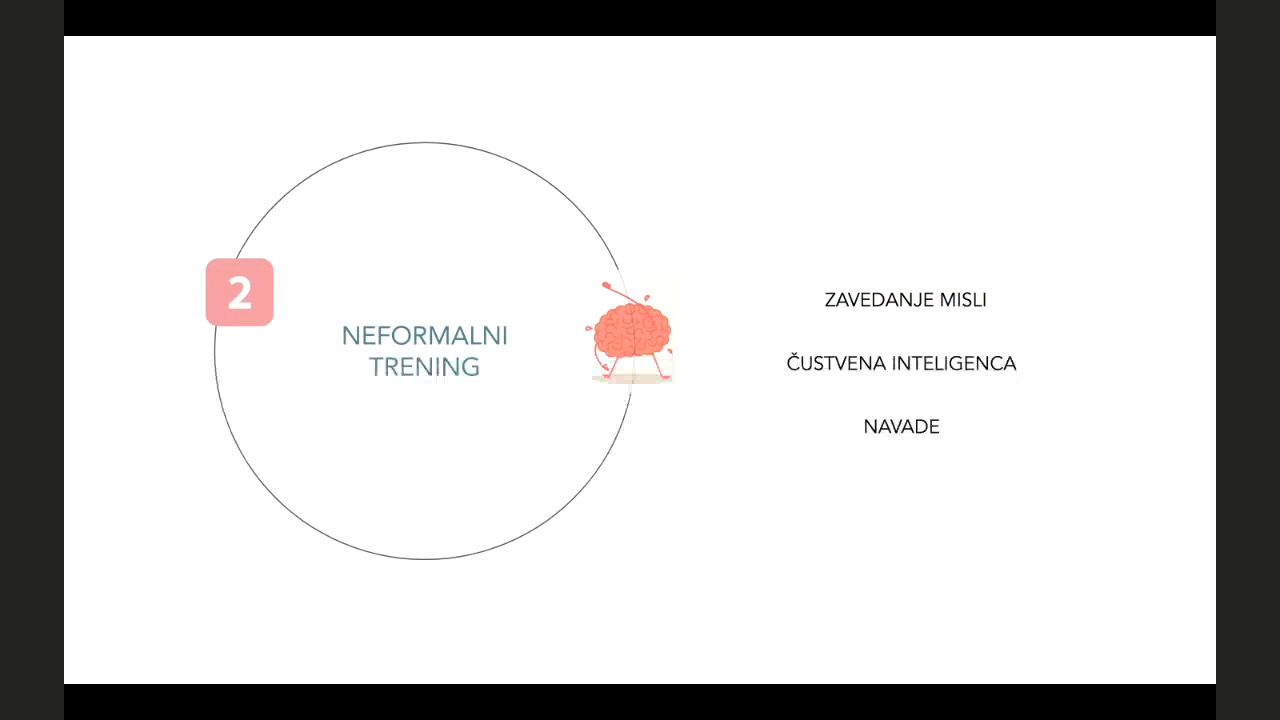 2
NEFORMALNI
TRENING
ZAVEDANJE MISLI
ČUSTVENA INTELIGENCA
NAVADE